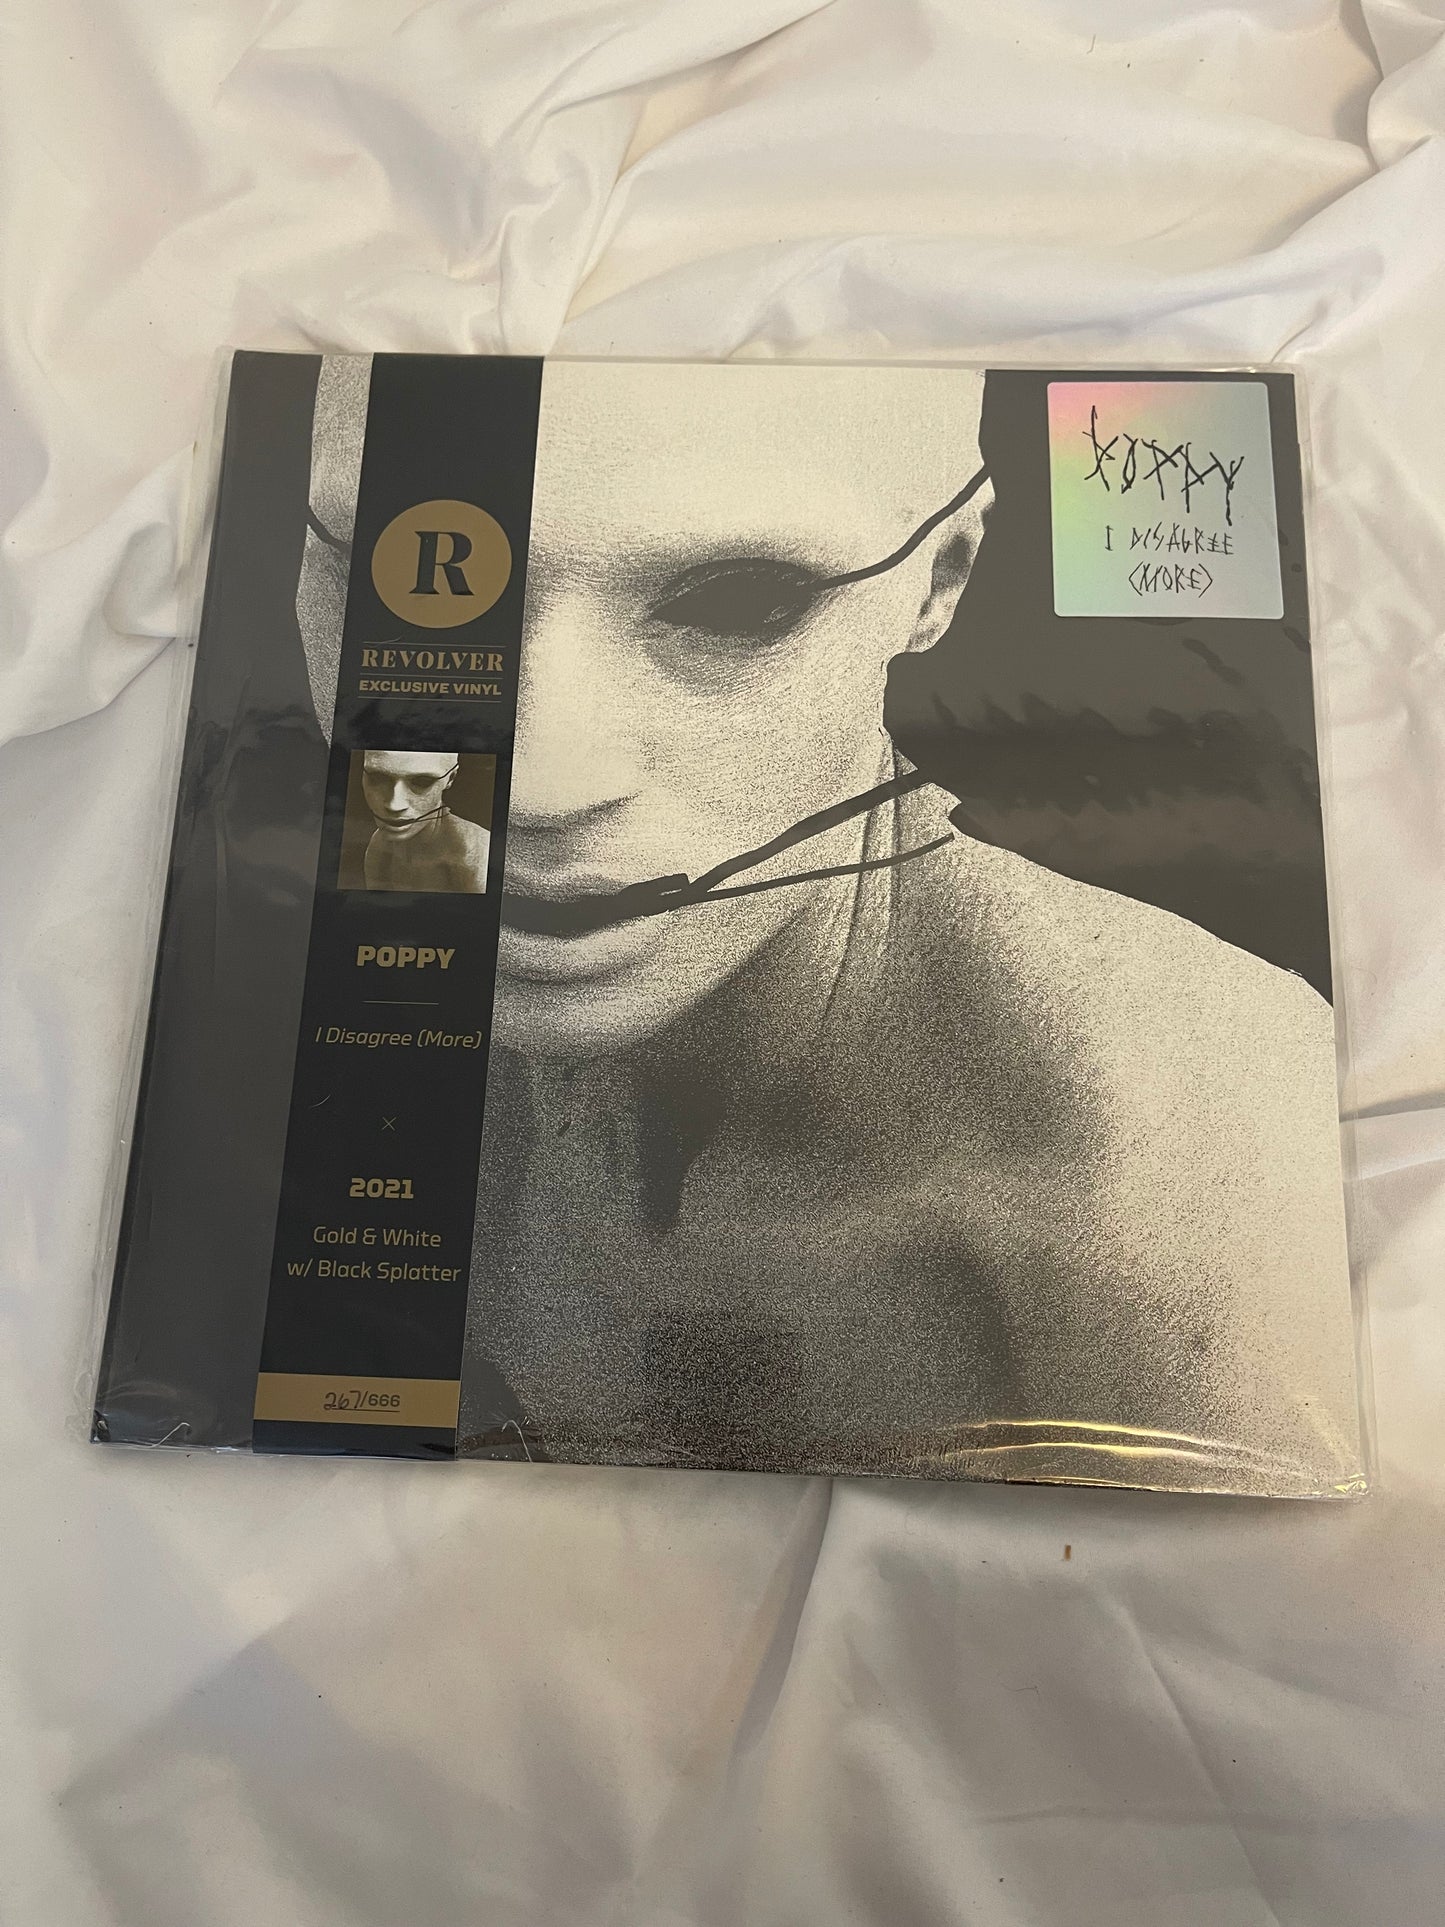 R
REVOLVER
EXCLUSIVE VINYL
POPPY
I Disagree (More)
×
2021
Gold & White
w/ Black Splatter
267/666
POPPY
I DISAGREE
(MORE)